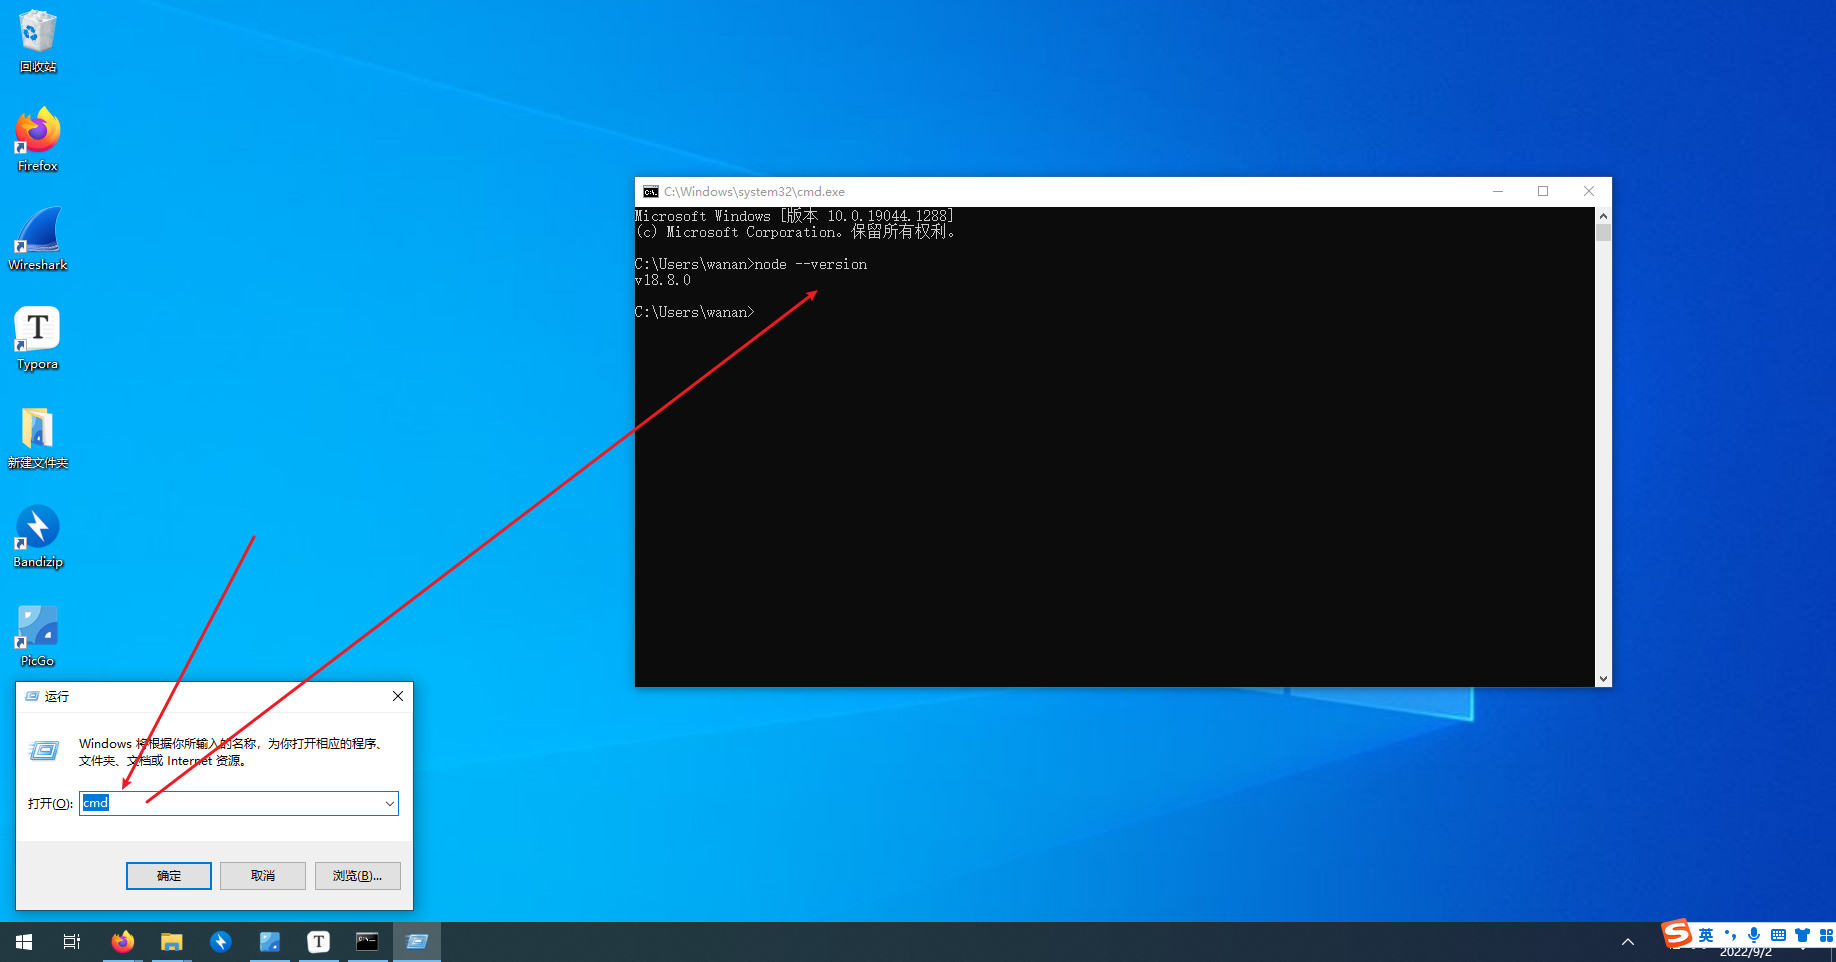 回收站
Firefox
Wireshark
Typora
新建文件夹
Bandizip
PicGo
C:\Windows\system32\cmd.exe
Microsoft Windows [版本 10.0.19044.1288]
(c) Microsoft Corporation。保留所有权利。
C:\Users\wanan>node --version
v18.8.0
C:\Users\wanan>
运行
Windows 将根据你所输入的名称，为你打开相应的程序、
文件夹、文档或 Internet 资源。
打开(O):
cmd
确定
取消
浏览(B)...
英
2022/9/2